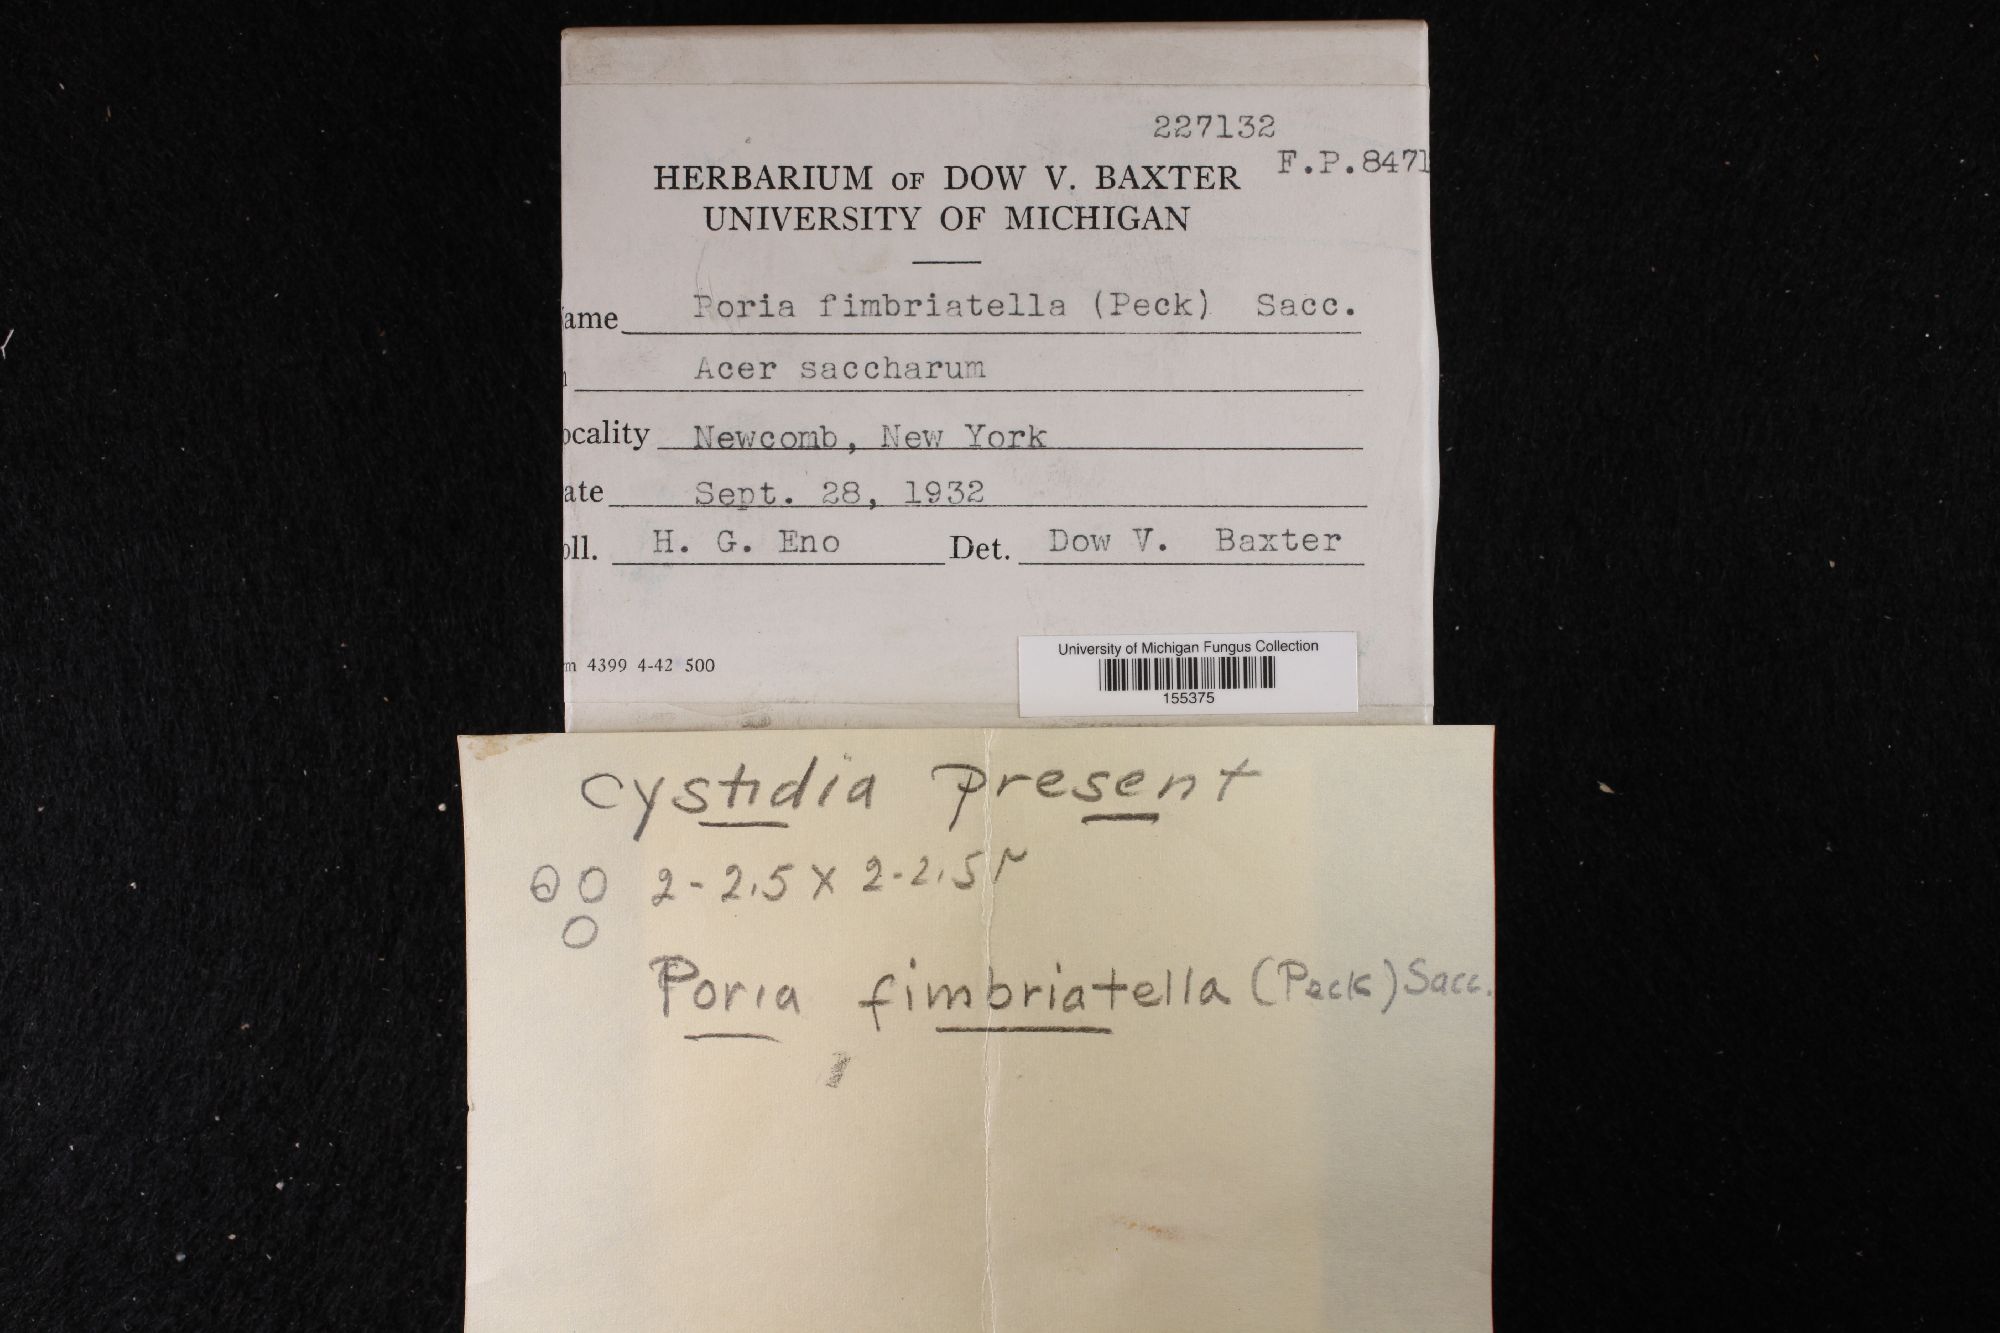 227132
F.P.8471
HERBARIUM OF DOW V. BAXTER
UNIVERSITY OF MICHIGAN
ame Poria fimbriatella (Peck) Sacc.
Acer saccharum
ocality Newcomb, New York
ate Sept. 28, 1932
oll. H. G. Eno Det. Dow V. Baxter
m 4399 4-42 500
University of Michigan Fungus Collection
155375
cystidia present
2-2.5 x 2-2.5 μ
Poria fimbriatella (Peck) Sacc.